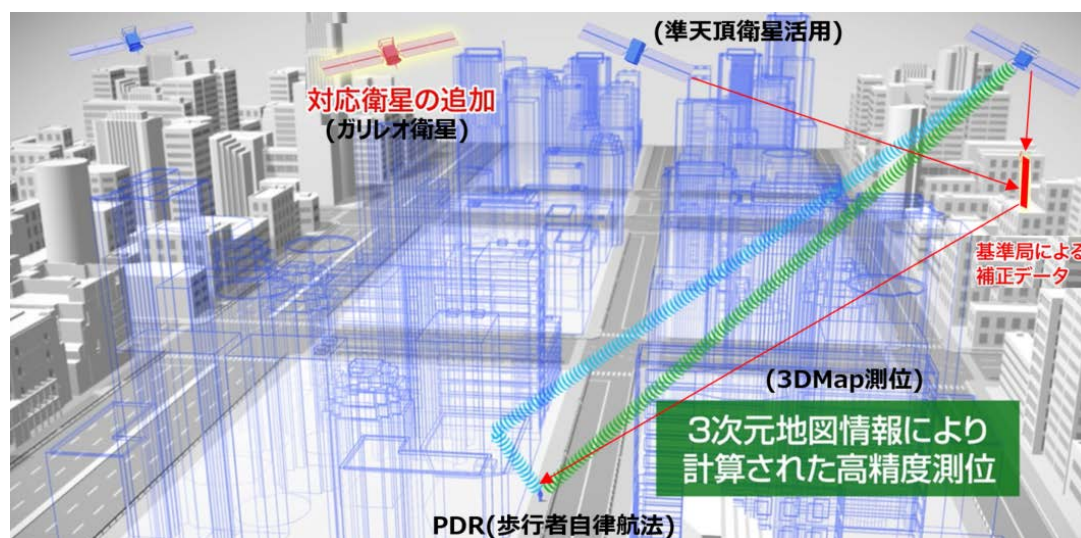 (準天頂衛星活用)
対応衛星の追加
(ガリレオ衛星)
基準局による
補正データ
(3DMap測位)
3次元地図情報により
計算された高精度測位
PDR(歩行者自律航法)